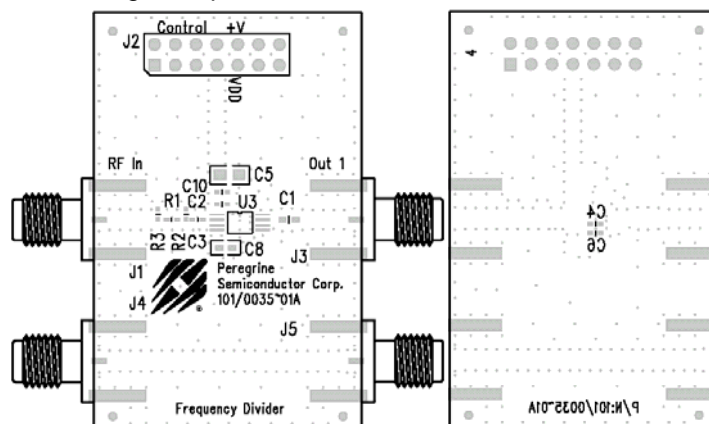 Control +V
J2
VDD
RF In
Out 1
C5
C10
R1 C2 U3 C1
R3 R2 C3 C8
J1
J3
Peregrine
Semiconductor Corp.
101/0035~01A
J4
®
J5
Frequency Divider
4
C4
C6
P/N:101/0035-01A